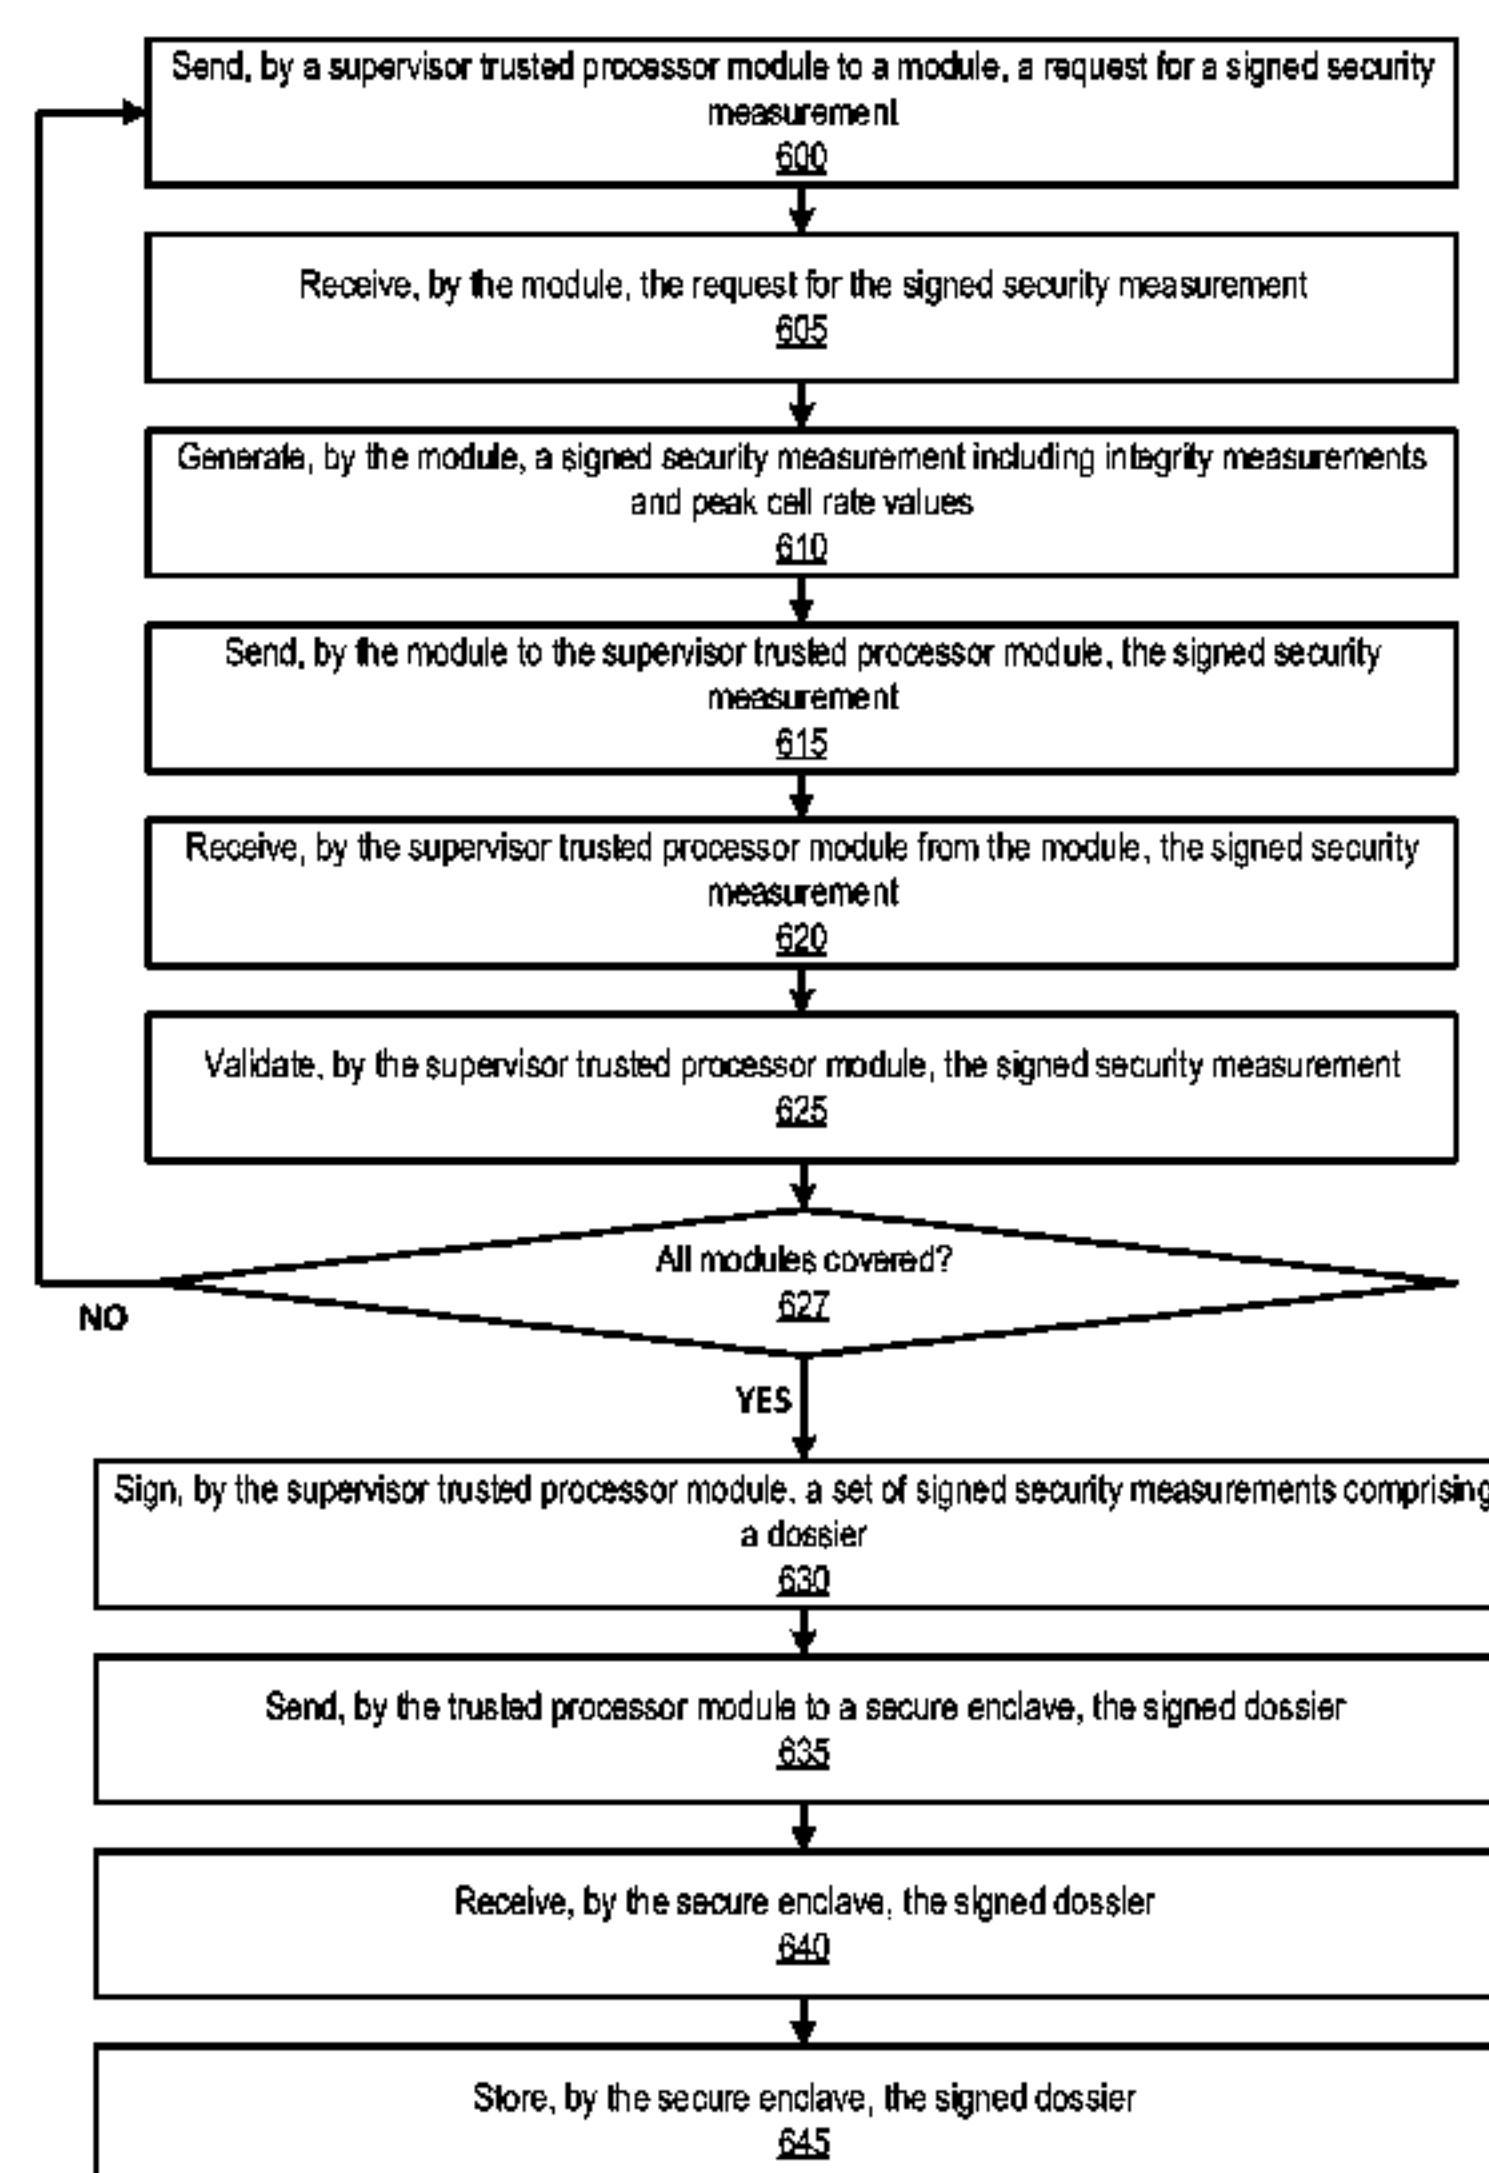 Send, by a supervisor trusted processor module to a module, a request for a signed security
measurement
600
Receive, by the module, the request for the signed security measurement
605
Generate, by the module, a signed security measurement including integrity measurements
and peak cell rate values
610
Send, by the module to the supervisor trusted processor module, the signed security
measurement
615
Receive, by the supervisor trusted processor module from the module, the signed security
measurement
620
Validate, by the supervisor trusted processor module, the signed security measurement
625
All modules covered?
627
NO
YES
Sign, by the supervisor trusted processor module, a set of signed security measurements comprising
a dossier
630
Send, by the trusted processor module to a secure enclave, the signed dossier
635
Receive, by the secure enclave, the signed dossier
640
Store, by the secure enclave, the signed dossier
645